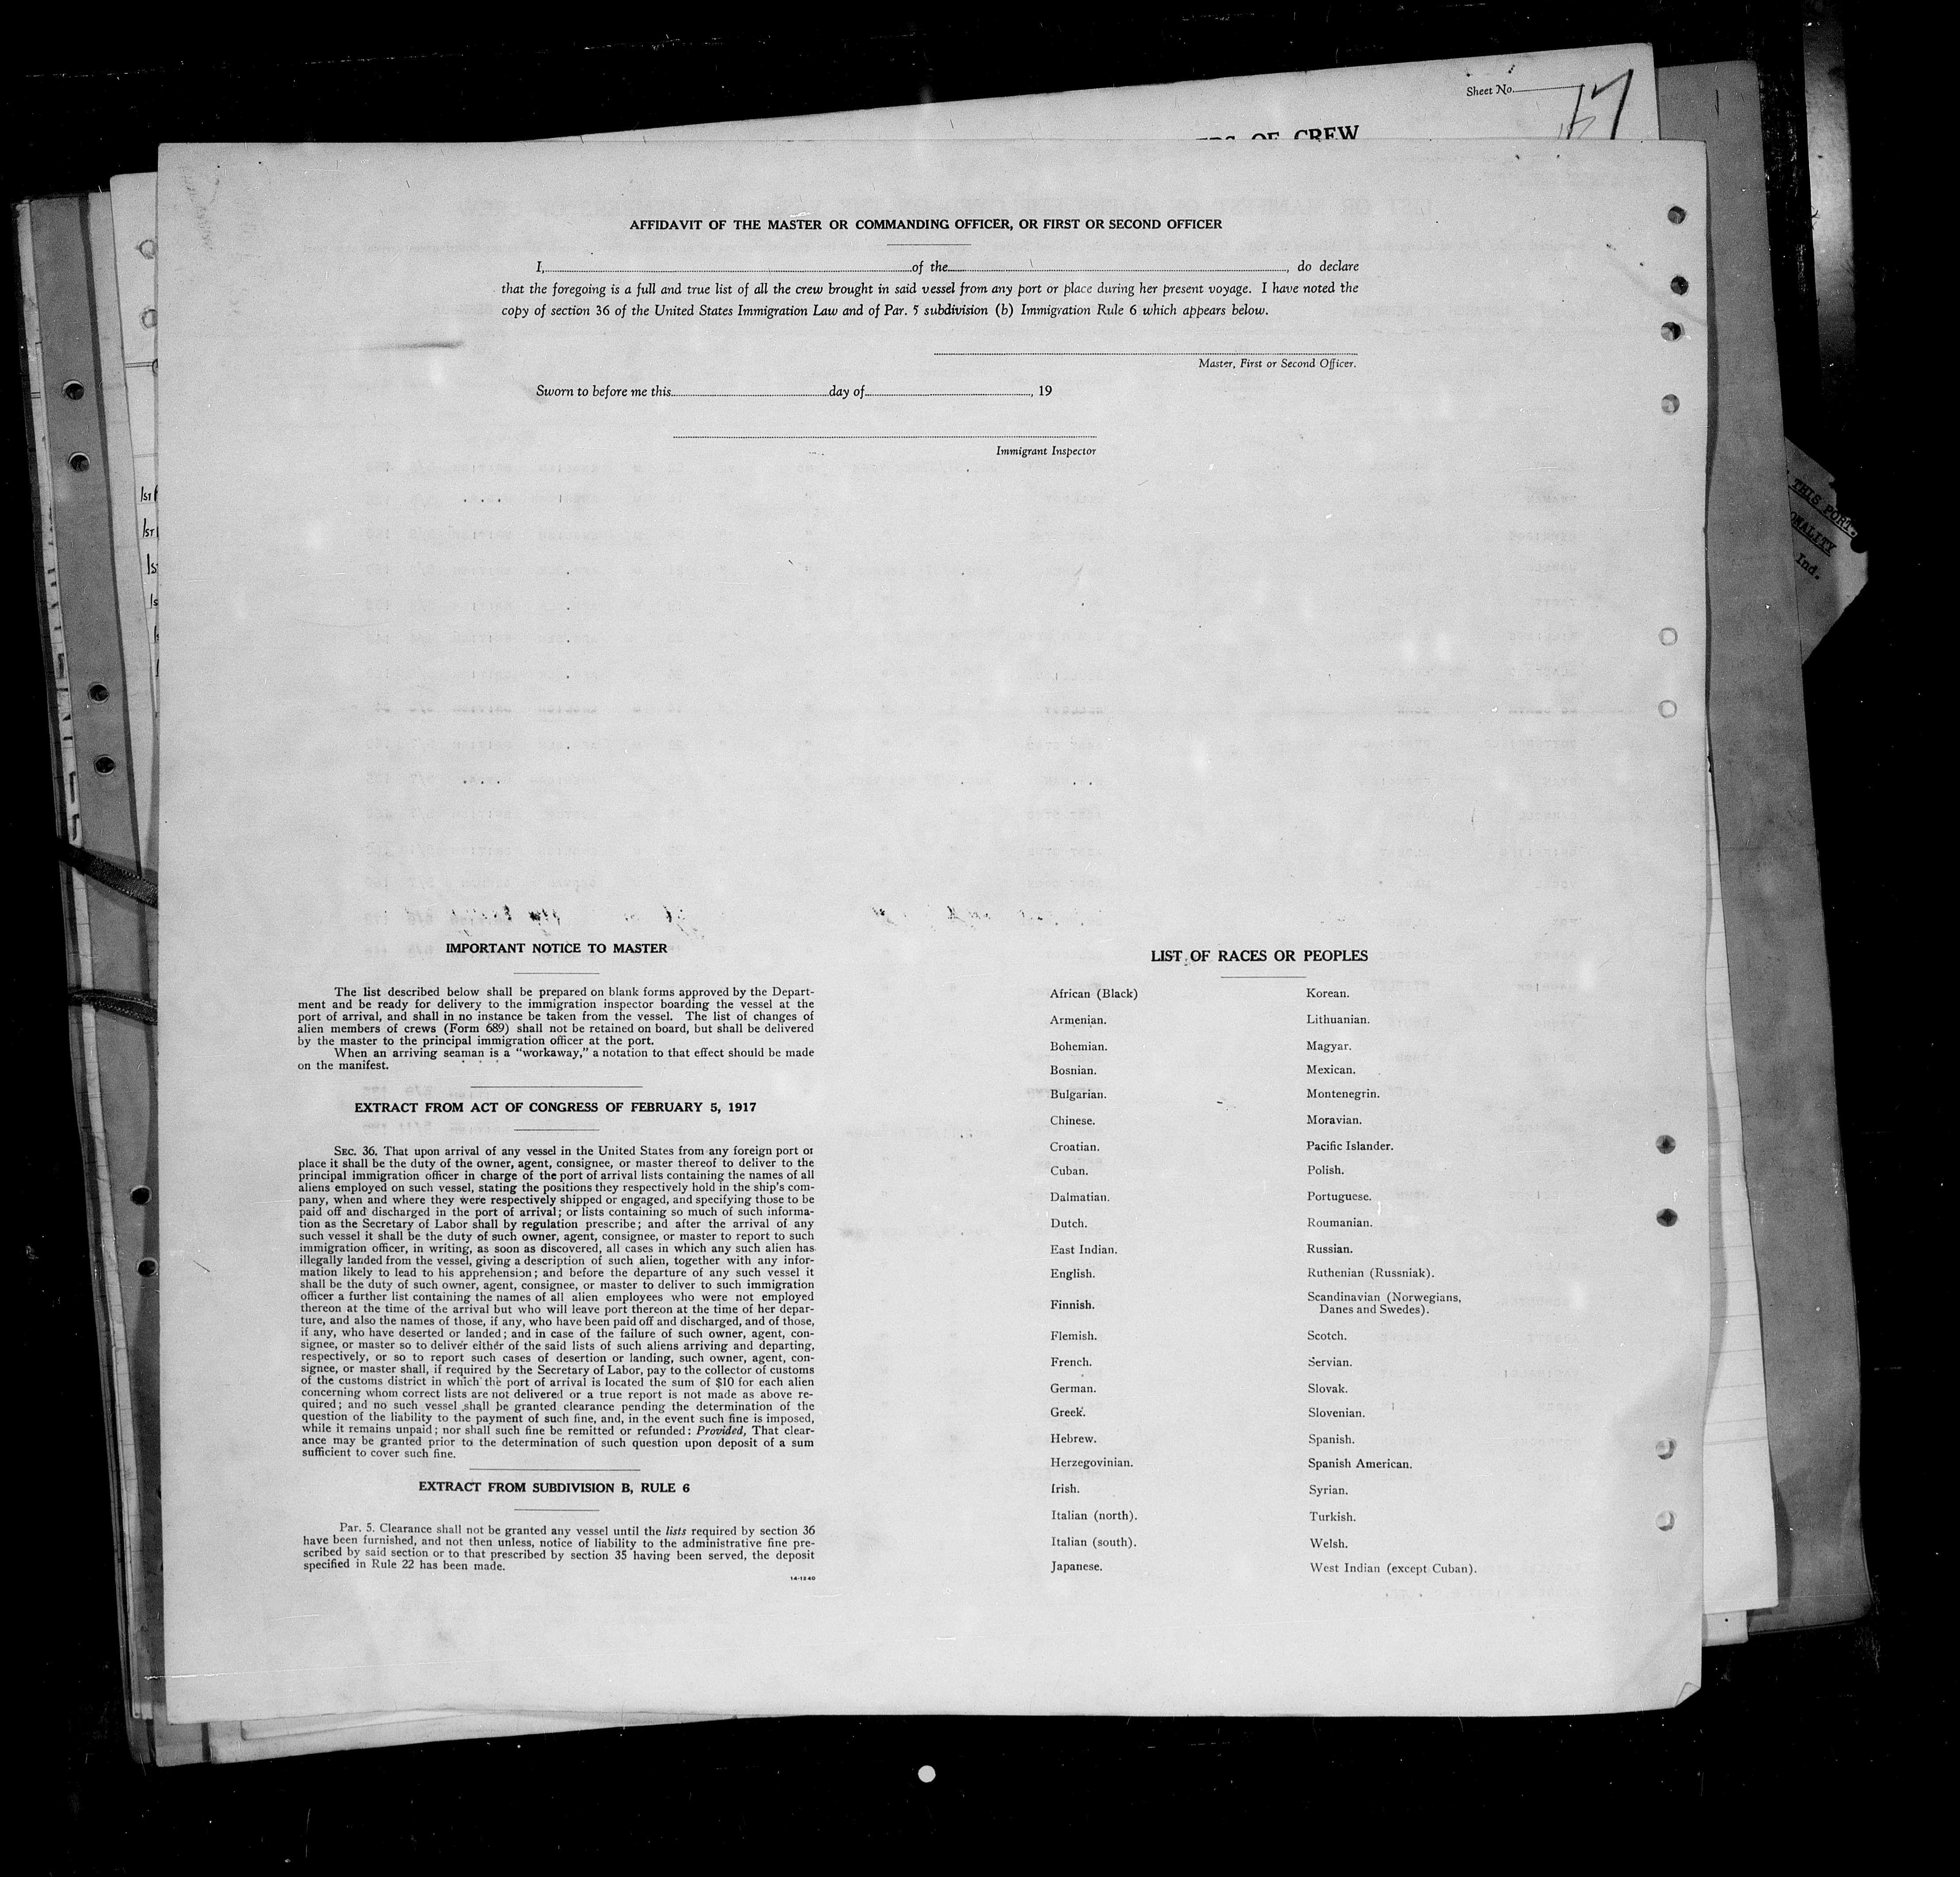 Sheet No.
17
OF CREW
AFFIDAVIT OF THE MASTER OR COMMANDING OFFICER, OR FIRST OR SECOND OFFICER
I, of the , do declare
that the foregoing is a full and true list of all the crew brought in said vessel from any port or place during her present voyage. I have noted the
copy of section 36 of the United States Immigration Law and of Par. 5 subdivision (b) Immigration Rule 6 which appears below.
Master, First or Second Officer.
Sworn to before me this day of , 19
Immigrant Inspector
THIS PORT.
Ind.
IMPORTANT NOTICE TO MASTER
The list described below shall be prepared on blank forms approved by the Depart-
ment and be ready for delivery to the immigration inspector boarding the vessel at the
port of arrival, and shall in no instance be taken from the vessel. The list of changes of
alien members of crews (Form 689) shall not be retained on board, but shall be delivered
by the master to the principal immigration officer at the port.
When an arriving seaman is a “workaway,” a notation to that effect should be made
on the manifest.
EXTRACT FROM ACT OF CONGRESS OF FEBRUARY 5, 1917
SEC. 36. That upon arrival of any vessel in the United States from any foreign port or
place it shall be the duty of the owner, agent, consignee, or master thereof to deliver to the
principal immigration officer in charge of the port of arrival lists containing the names of all
aliens employed on such vessel, stating the positions they respectively hold in the ship's com-
pany, when and where they were respectively shipped or engaged, and specifying those to be
paid off and discharged in the port of arrival; or lists containing so much of such informa-
tion as the Secretary of Labor shall by regulation prescribe; and after the arrival of any
such vessel it shall be the duty of such owner, agent, consignee, or master to report to such
immigration officer, in writing, as soon as discovered, all cases in which any such alien has
illegally landed from the vessel, giving a description of such alien, together with any infor-
mation likely to lead to his apprehension; and before the departure of any such vessel it
shall be the duty of such owner, agent, consignee, or master to deliver to such immigration
officer a further list containing the names of all alien employees who were not employed
thereon at the time of the arrival but who will leave port thereon at the time of her depar-
ture, and also the names of those, if any, who have been paid off and discharged, and of those,
if any, who have deserted or landed; and in case of the failure of such owner, agent, con-
signee, or master so to deliver either of the said lists of such aliens arriving and departing,
respectively, or so to report such cases of desertion or landing, such owner, agent, con-
signee, or master shall, if required by the Secretary of Labor, pay to the collector of customs
of the customs district in which the port of arrival is located the sum of $10 for each alien
concerning whom correct lists are not delivered or a true report is not made as above re-
quired; and no such vessel shall be granted clearance pending the determination of the
question of the liability to the payment of such fine, and, in the event such fine is imposed,
while it remains unpaid; nor shall such fine be remitted or refunded: Provided, That clear-
ance may be granted prior to the determination of such question upon deposit of a sum
sufficient to cover such fine.
EXTRACT FROM SUBDIVISION B, RULE 6
Par. 5. Clearance shall not be granted any vessel until the lists required by section 36
have been furnished, and not then unless, notice of liability to the administrative fine pre-
scribed by said section or to that prescribed by section 35 having been served, the deposit
specified in Rule 22 has been made.
14-1240
LIST OF RACES OR PEOPLES
African (Black)
Armenian.
Bohemian.
Bosnian.
Bulgarian.
Chinese.
Croatian.
Cuban.
Dalmatian.
Dutch.
East Indian.
English.
Finnish.
Flemish.
French.
German.
Greek.
Hebrew.
Herzegovinian.
Irish.
Italian (north).
Italian (south).
Japanese.
Korean.
Lithuanian.
Magyar.
Mexican.
Montenegrin.
Moravian.
Pacific Islander.
Polish.
Portuguese.
Roumanian.
Russian.
Ruthenian (Russniak).
Scandinavian (Norwegians,
Danes and Swedes).
Scotch.
Servian.
Slovak.
Slovenian.
Spanish.
Spanish American.
Syrian.
Turkish.
Welsh.
West Indian (except Cuban).